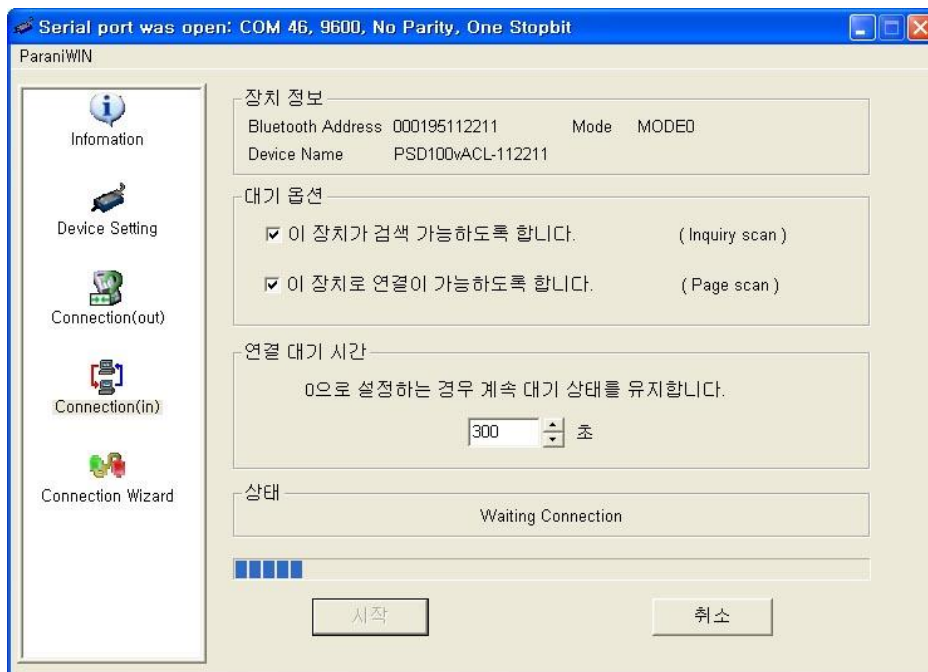 Serial port was open: COM 46, 9600, No Parity, One Stopbit
ParaniWIN
Infomation
Device Setting
Connection(out)
Connection(in)
Connection Wizard
장치 정보
Bluetooth Address 000195112211 Mode MODE0
Device Name PSD100vACL-112211
대기 옵션
이 장치가 검색 가능하도록 합니다. ( Inquiry scan )
이 장치로 연결이 가능하도록 합니다. ( Page scan )
연결 대기 시간
0으로 설정하는 경우 계속 대기 상태를 유지합니다.
300 초
상태
Waiting Connection
시작 취소